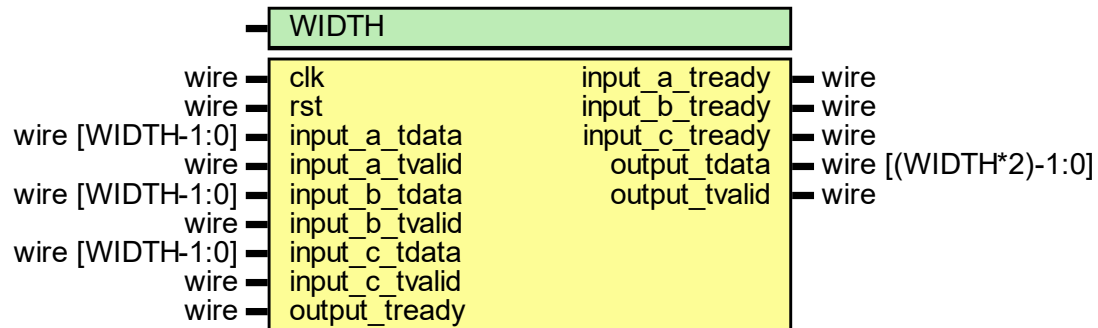 WIDTH
wire clk input_a_tready wire
wire rst input_b_tready wire
wire [WIDTH-1:0] input_a_tdata input_c_tready wire
wire input_a_tvalid output_tdata wire [(WIDTH*2)-1:0]
wire [WIDTH-1:0] input_b_tdata output_tvalid wire
wire input_b_tvalid
wire [WIDTH-1:0] input_c_tdata
wire input_c_tvalid
wire output_tready